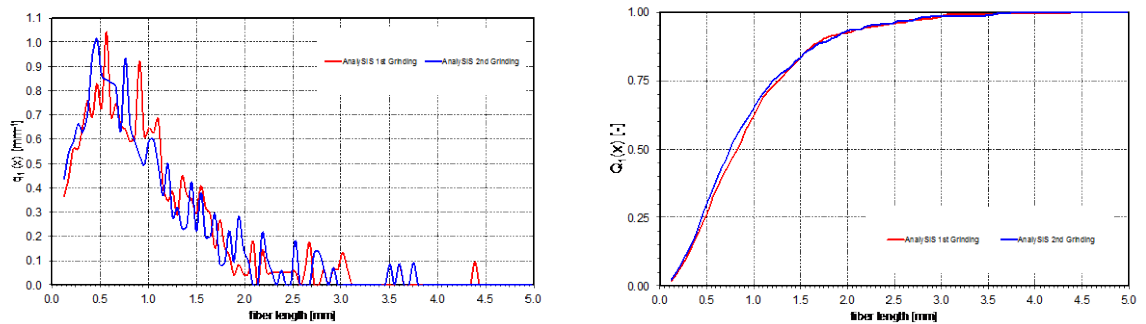 1.1
1.0
0.9
0.8
0.7
0.6
0.5
0.4
0.3
0.2
0.1
0.0
q1 (x) [mm-1]
0.0 0.5 1.0 1.5 2.0 2.5 3.0 3.5 4.0 4.5 5.0
fiber length [mm]
AnalySIS 1st Grinding AnalySIS 2nd Grinding
1.00
0.75
0.50
0.25
0.00
Q1 (x) [-]
0.0 0.5 1.0 1.5 2.0 2.5 3.0 3.5 4.0 4.5 5.0
fiber length [mm]
AnalySIS 1st Grinding AnalySIS 2nd Grinding